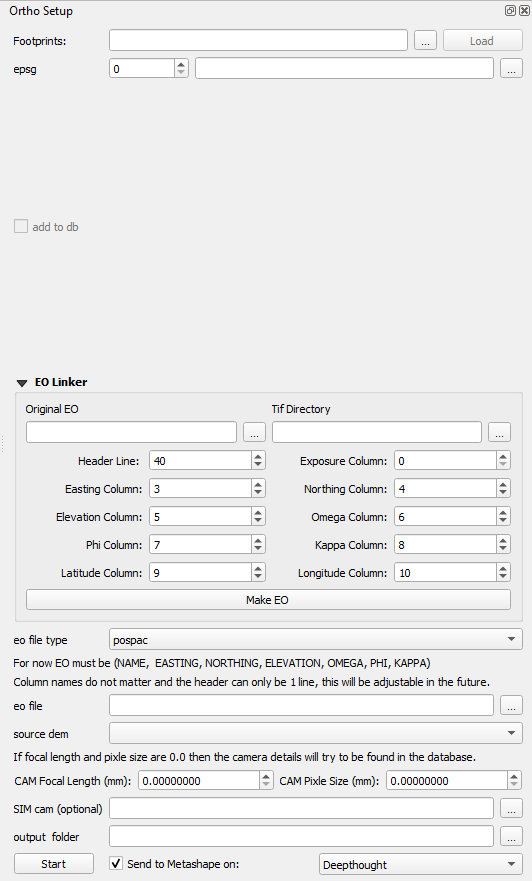 Ortho Setup
Footprints: ... Load
epsg 0 ...
add to db
EO Linker
Original EO Tif Directory
... ...
Header Line: 40 Exposure Column: 0
Easting Column: 3 Northing Column: 4
Elevation Column: 5 Omega Column: 6
Phi Column: 7 Kappa Column: 8
Latitude Column: 9 Longitude Column: 10
Make EO
eo file type pospac
For now EO must be (NAME, EASTING, NORTHING, ELEVATION, OMEGA, PHI, KAPPA)
Column names do not matter and the header can only be 1 line, this will be adjustable in the future.
eo file ...
source dem
If focal length and pixle size are 0.0 then the camera details will try to be found in the database.
CAM Focal Length (mm): 0.00000000 CAM Pixle Size (mm): 0.00000000
SIM cam (optional) ...
output folder ...
Start Send to Metashape on: Deepthought